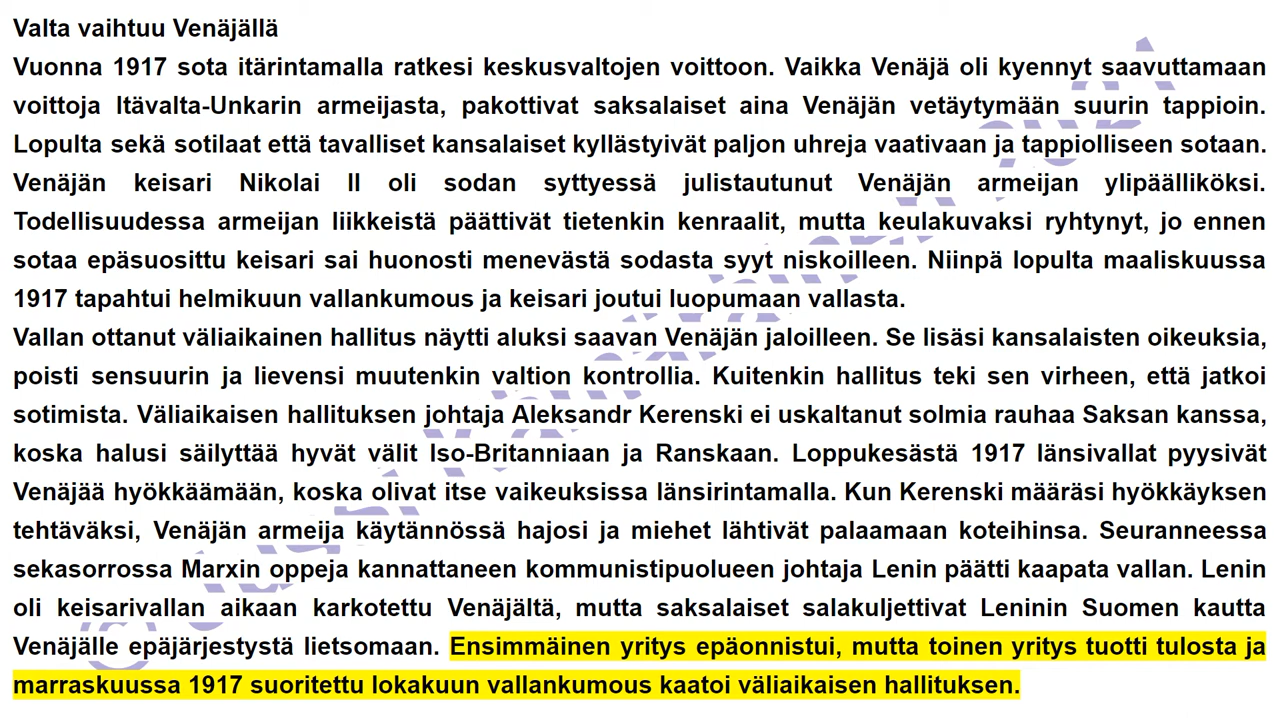 Valta vaihtuu Venäjällä
Vuonna 1917 sota itärintamalla ratkesi keskusvaltojen voittoon. Vaikka Venäjä oli kyennyt saavuttamaan
voittoja Itävalta-Unkarin armeijasta, pakottivat saksalaiset aina Venäjän vetäytymään suurin tappioin.
Lopulta sekä sotilaat että tavalliset kansalaiset kyllästyivät paljon uhreja vaativaan ja tappiolliseen sotaan.
Venäjän keisari Nikolai II oli sodan syttyessä julistautunut Venäjän armeijan ylipäälliköksi.
Todellisuudessa armeijan liikkeistä päättivät tietenkin kenraalit, mutta keulakuvaksi ryhtynyt, jo ennen
sotaa epäsuosittu keisari sai huonosti menevästä sodasta syyt niskoilleen. Niinpä lopulta maaliskuussa
1917 tapahtui helmikuun vallankumous ja keisari joutui luopumaan vallasta.
Vallan ottanut väliaikainen hallitus näytti aluksi saavan Venäjän jaloilleen. Se lisäsi kansalaisten oikeuksia,
poisti sensuurin ja lievensi muutenkin valtion kontrollia. Kuitenkin hallitus teki sen virheen, että jatkoi
sotimista. Väliaikaisen hallituksen johtaja Aleksandr Kerenski ei uskaltanut solmia rauhaa Saksan kanssa,
koska halusi säilyttää hyvät välit Iso-Britanniaan ja Ranskaan. Loppukesästä 1917 länsivallat pyysivät
Venäjää hyökkäämään, koska olivat itse vaikeuksissa länsirintamalla. Kun Kerenski määräsi hyökkäyksen
tehtäväksi, Venäjän armeija käytännössä hajosi ja miehet lähtivät palaamaan koteihinsa. Seuranneessa
sekasorrossa Marxin oppeja kannattaneen kommunistipuolueen johtaja Lenin päätti kaapata vallan. Lenin
oli keisarivallan aikaan karkotettu Venäjältä, mutta saksalaiset salakuljettivat Leninin Suomen kautta
Venäjälle epäjärjestystä lietsomaan. Ensimmäinen yritys epäonnistui, mutta toinen yritys tuotti tulosta ja
marraskuussa 1917 suoritettu lokakuun vallankumous kaatoi väliaikaisen hallituksen.